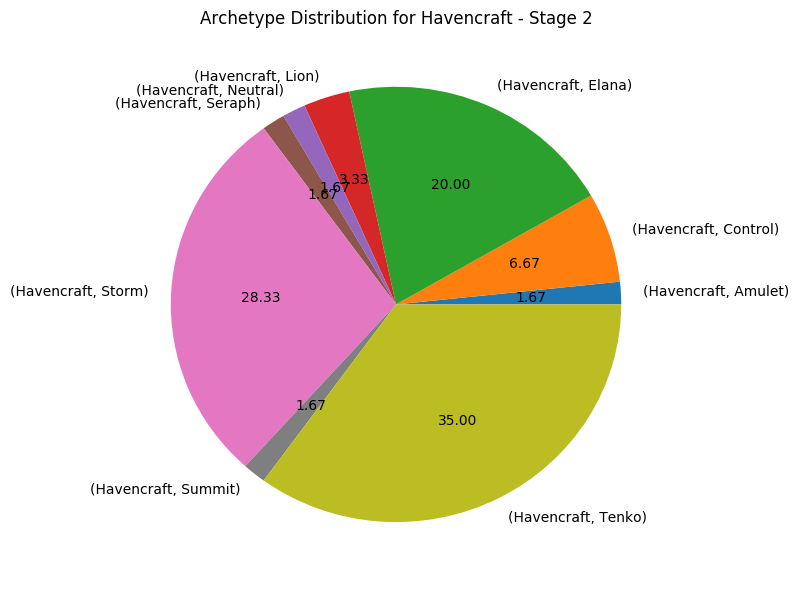 Archetype Distribution for Havencraft - Stage 2
(Havencraft, Lion)
(Havencraft, Neutral)
(Havencraft, Seraph)
(Havencraft, Elana)
3.33
1.67
1.67
20.00
(Havencraft, Control)
6.67
(Havencraft, Storm)
28.33
1.67
(Havencraft, Amulet)
1.67
35.00
(Havencraft, Summit)
(Havencraft, Tenko)